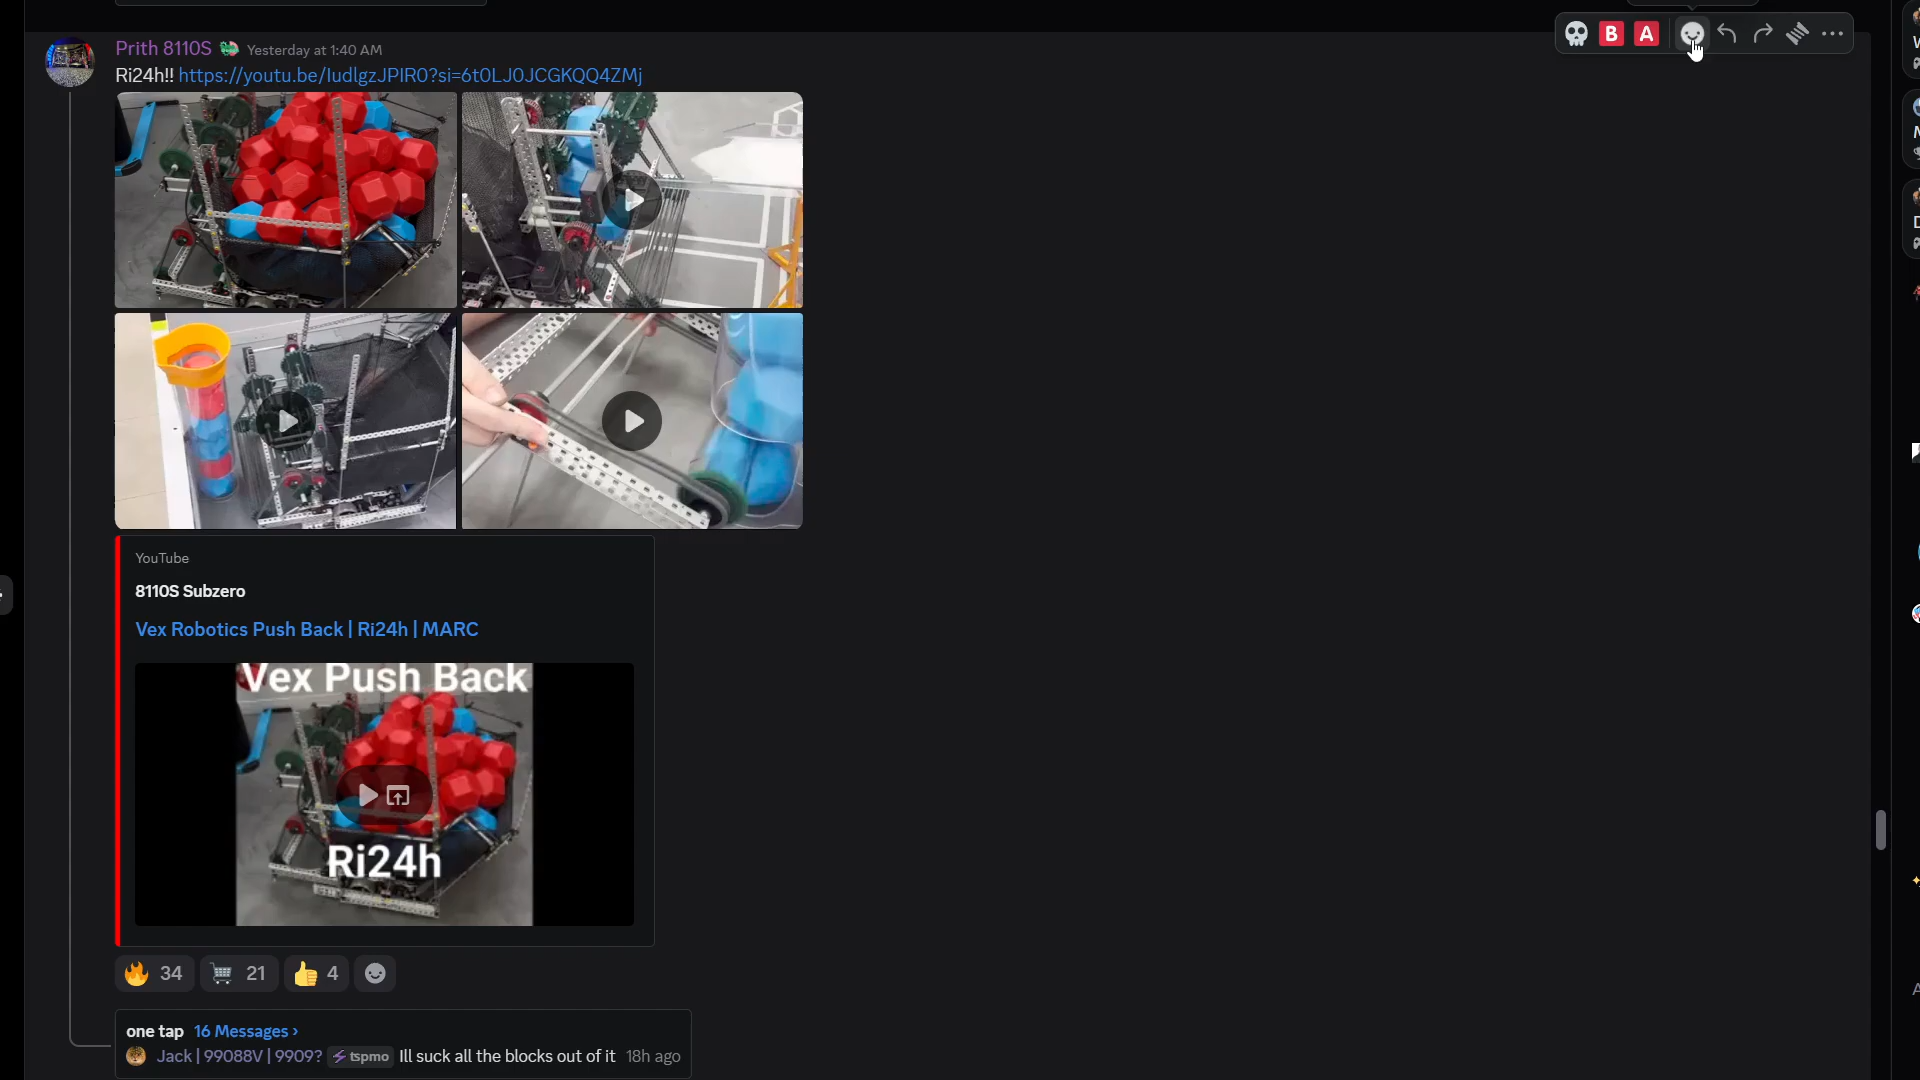 Prith 8110S Yesterday at 1:40 AM
Ri24h!! https://youtu.be/IudlgzJPIR0?si=6t0LJ0JCGKQQ4ZMj
B A
YouTube
8110S Subzero
Vex Robotics Push Back | Ri24h | MARC
Vex Push Back
Ri24h
34 21 4
one tap 16 Messages ›
Jack | 99088V | 9909? tspmo Ill suck all the blocks out of it 18h ago